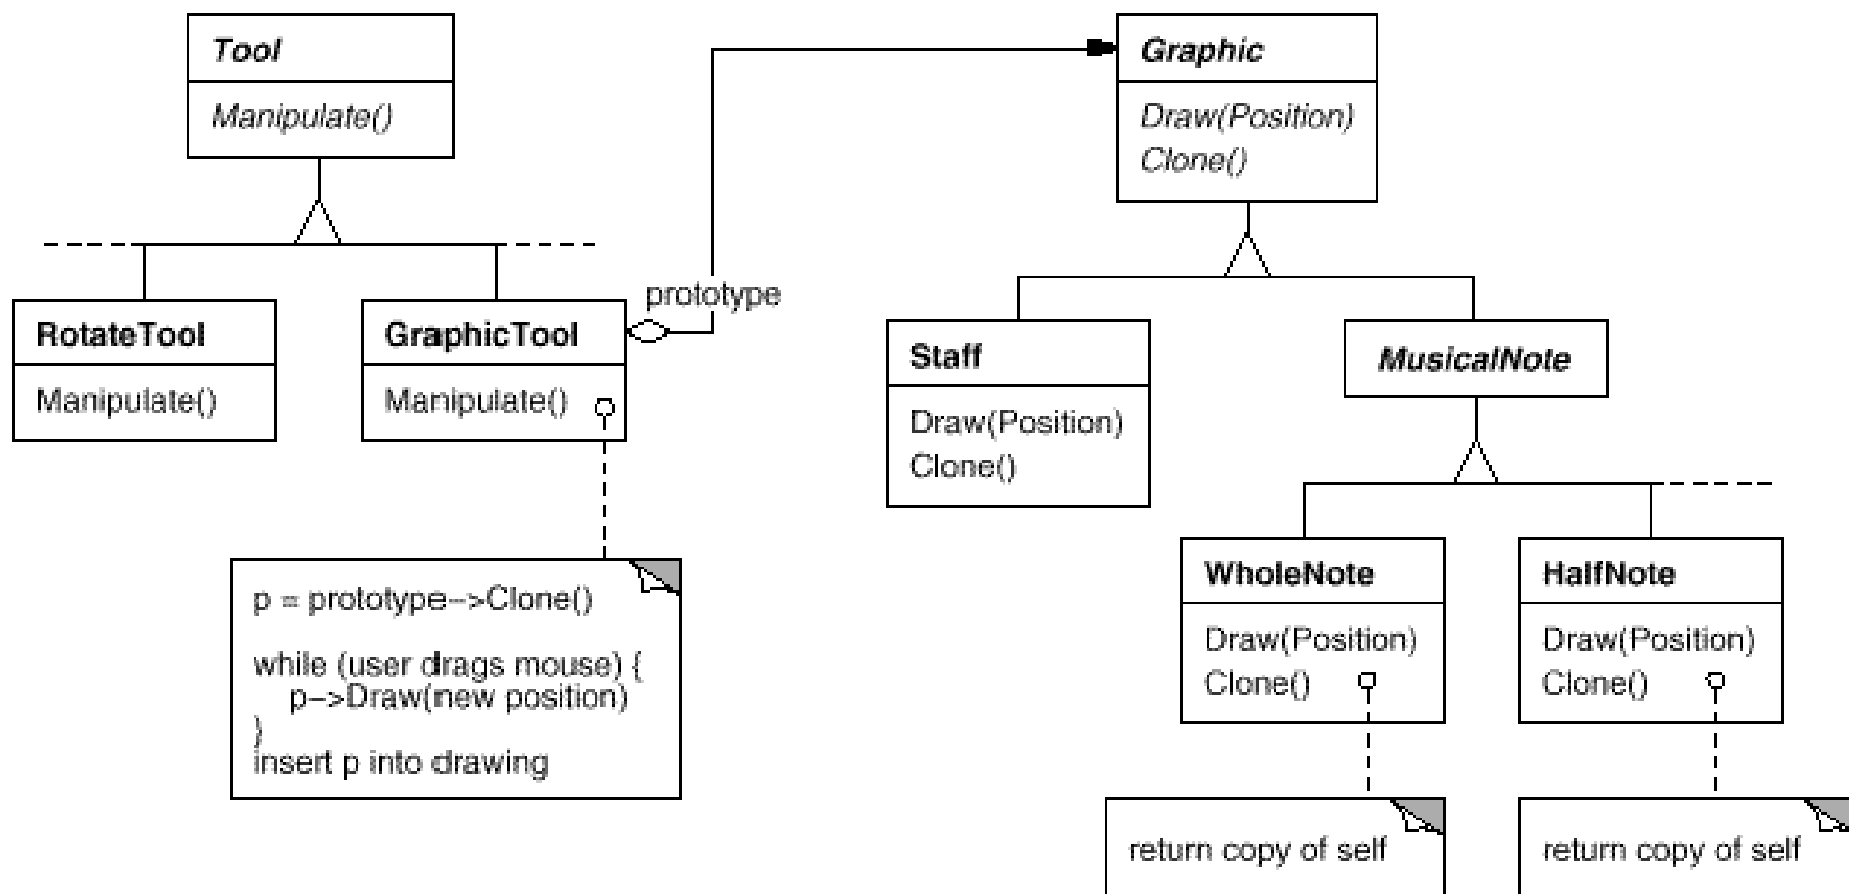 Tool
Manipulate()
Graphic
Draw(Position)
Clone()
prototype
RotateTool
Manipulate()
GraphicTool
Manipulate()
Staff
Draw(Position)
Clone()
MusicalNote
p = prototype–>Clone()
while (user drags mouse) {
p–>Draw(new position)
}
insert p into drawing
WholeNote
Draw(Position)
Clone()
HalfNote
Draw(Position)
Clone()
return copy of self
return copy of self